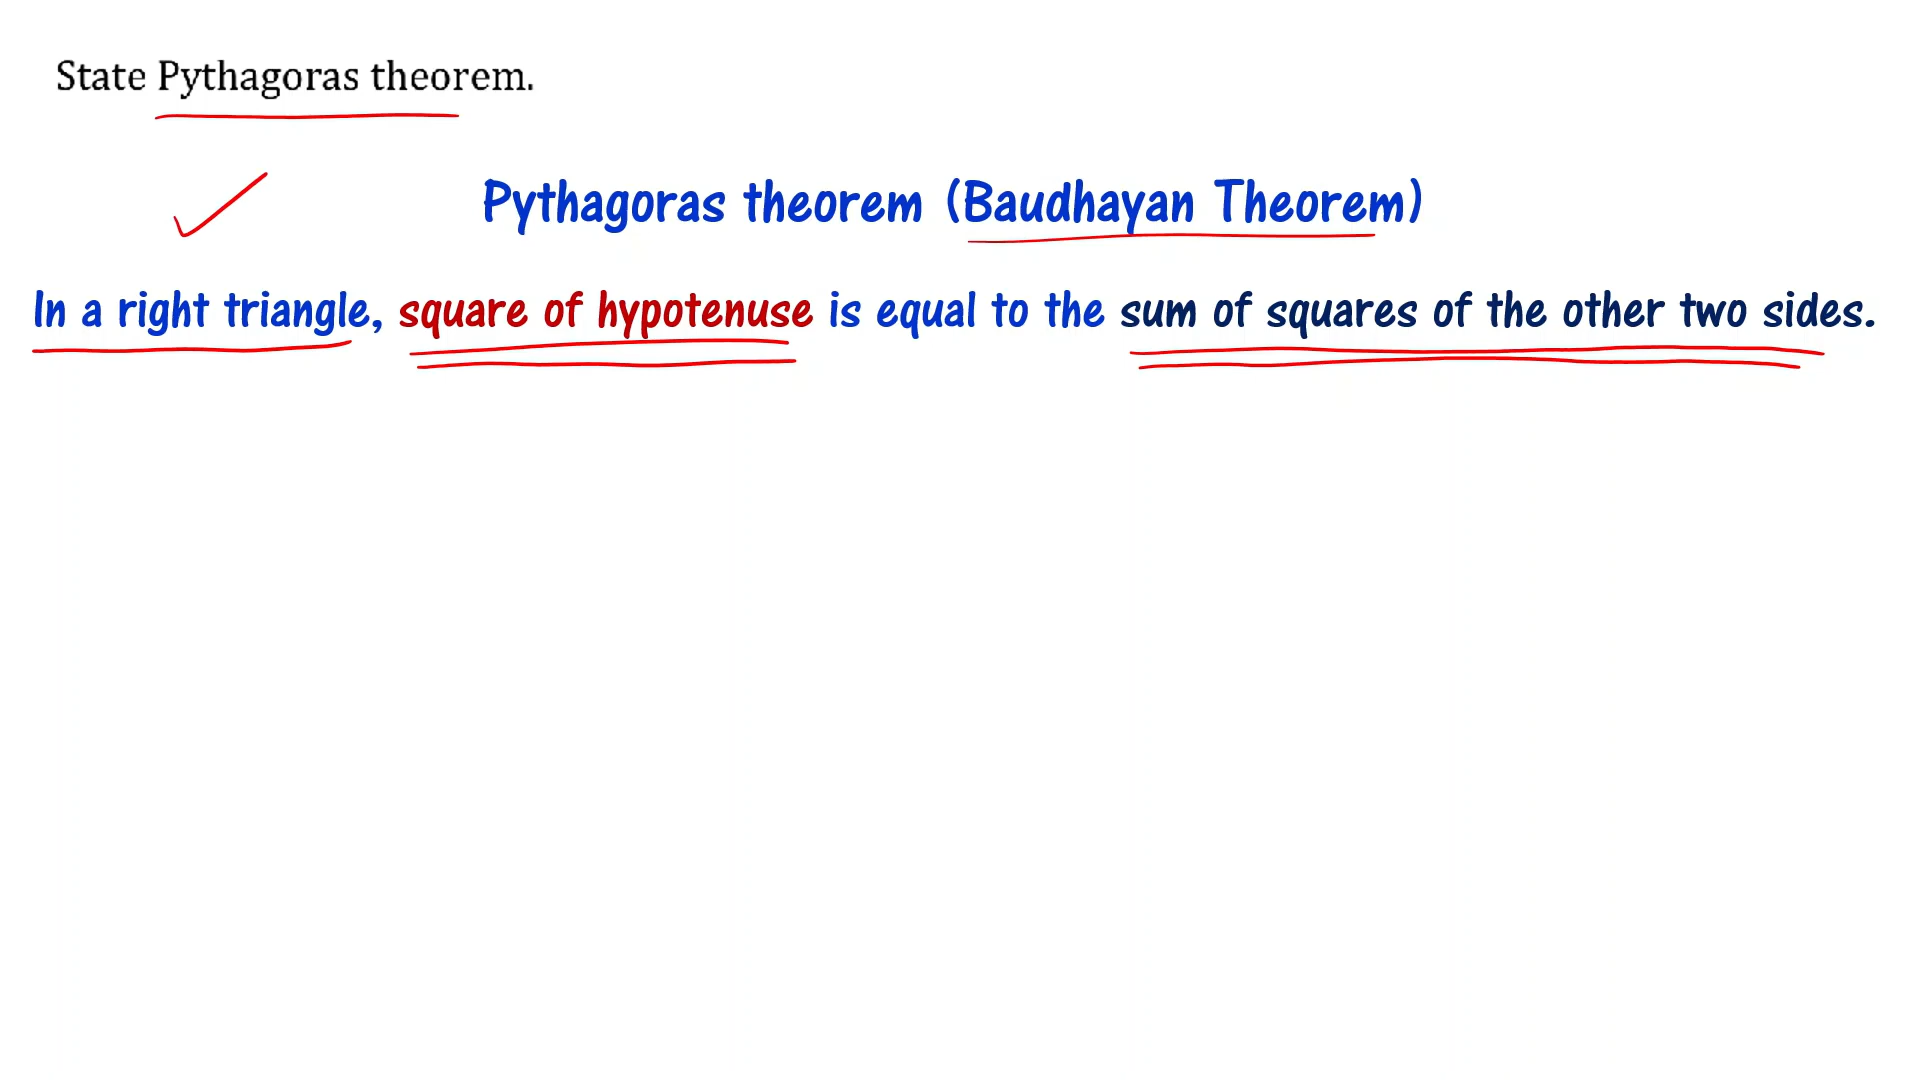 State Pythagoras theorem.
Pythagoras theorem (Baudhayan Theorem)
In a right triangle, square of hypotenuse is equal to the sum of squares of the other two sides.